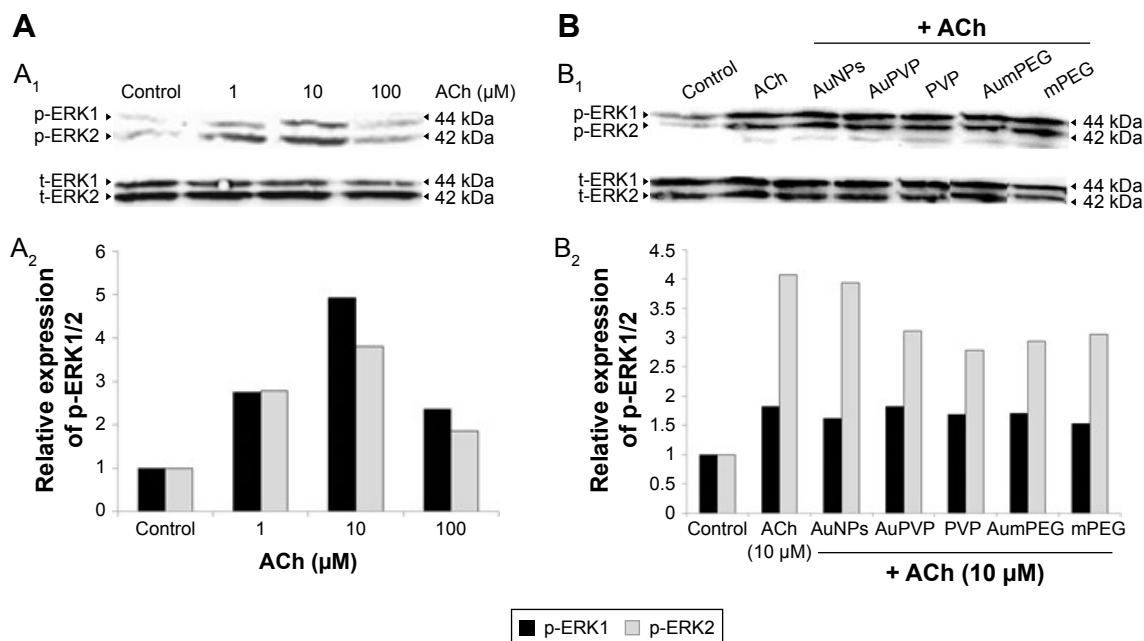 A
A1
Control 1 10 100 ACh (µM)
p-ERK1 44 kDa
p-ERK2 42 kDa
t-ERK1 44 kDa
t-ERK2 42 kDa
A2
Relative expression
of p-ERK1/2
6
5
4
3
2
1
0
Control 1 10 100
ACh (µM)
B
+ ACh
B1
Control ACh AuNPs AuPVP PVP AumPEG mPEG
p-ERK1 44 kDa
p-ERK2 42 kDa
t-ERK1 44 kDa
t-ERK2 42 kDa
B2
Relative expression
of p-ERK1/2
4.5
4
3.5
3
2.5
2
1.5
1
0.5
0
Control ACh AuNPs AuPVP PVP AumPEG mPEG
(10 µM)
+ ACh (10 µM)
p-ERK1 p-ERK2